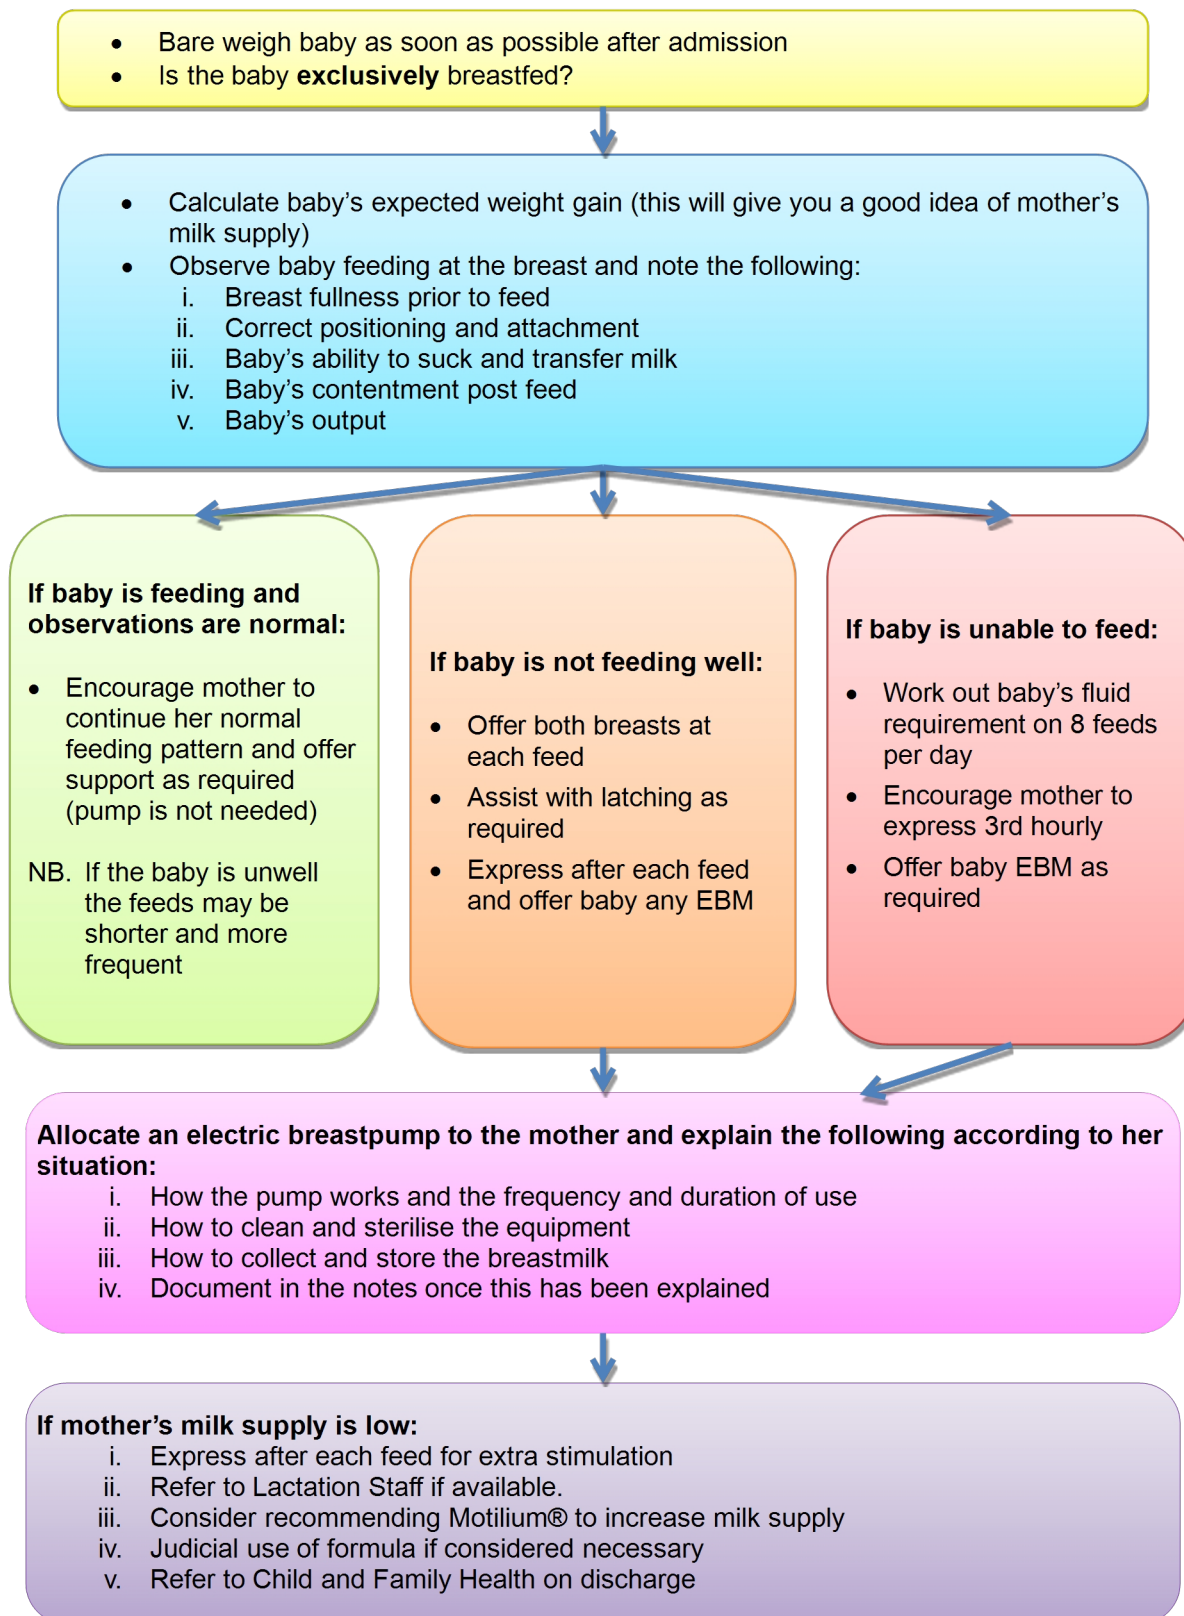 • Bare weigh baby as soon as possible after admission
• Is the baby exclusively breastfed?
• Calculate baby’s expected weight gain (this will give you a good idea of mother’s
milk supply)
• Observe baby feeding at the breast and note the following:
i. Breast fullness prior to feed
ii. Correct positioning and attachment
iii. Baby’s ability to suck and transfer milk
iv. Baby’s contentment post feed
v. Baby’s output
If baby is feeding and
observations are normal:
• Encourage mother to
continue her normal
feeding pattern and offer
support as required
(pump is not needed)
NB. If the baby is unwell
the feeds may be
shorter and more
frequent
If baby is not feeding well:
• Offer both breasts at
each feed
• Assist with latching as
required
• Express after each feed
and offer baby any EBM
If baby is unable to feed:
• Work out baby’s fluid
requirement on 8 feeds
per day
• Encourage mother to
express 3rd hourly
• Offer baby EBM as
required
Allocate an electric breastpump to the mother and explain the following according to her
situation:
i. How the pump works and the frequency and duration of use
ii. How to clean and sterilise the equipment
iii. How to collect and store the breastmilk
iv. Document in the notes once this has been explained
If mother’s milk supply is low:
i. Express after each feed for extra stimulation
ii. Refer to Lactation Staff if available.
iii. Consider recommending Motilium® to increase milk supply
iv. Judicial use of formula if considered necessary
v. Refer to Child and Family Health on discharge